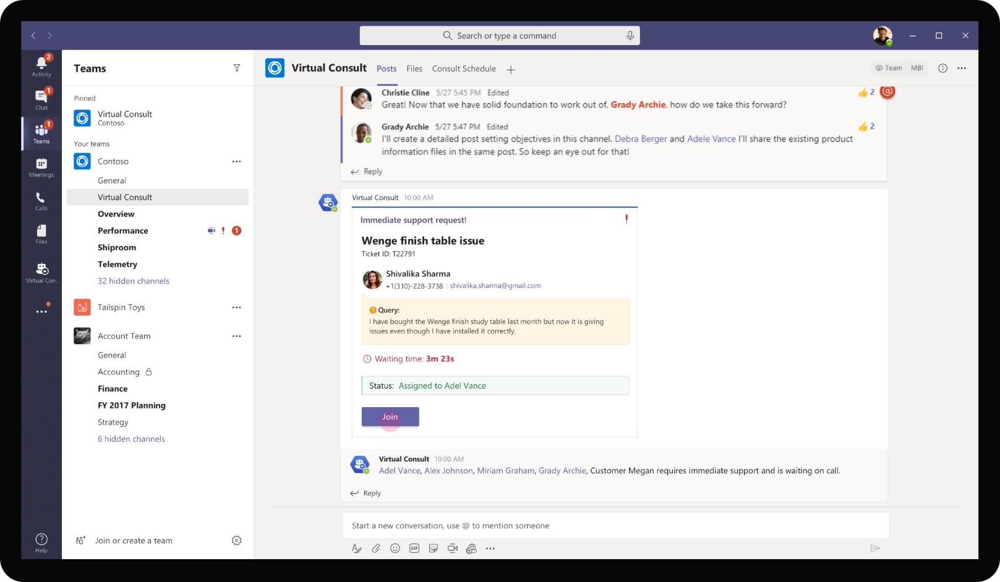 Search or type a command
2
Activity
1
Chat
1
Teams
Meetings
Calls
Files
Virtual Con..
Help
Teams
Pinned
Virtual Consult
Contoso
Your teams
Contoso
General
Virtual Consult
Overview
Performance 1
Shiproom
Telemetry
32 hidden channels
Tailspin Toys
Account Team
General
Accounting
Finance
FY 2017 Planning
Strategy
6 hidden channels
Join or create a team
Virtual Consult Posts Files Consult Schedule
Team MBI
Christie Cline 5/27 5:45 PM Edited 2
Great! Now that we have solid foundation to work out of, Grady Archie, how do we take this forward?
Grady Archie 5/27 5:47 PM Edited 2
I'll create a detailed post setting objectives in this channel. Debra Berger and Adele Vance I'll share the existing product
information files in the same post. So keep an eye out for that!
Reply
Virtual Consult 10:00 AM
Immediate support request! !
Wenge finish table issue
Ticket ID: T22791
Shivalika Sharma
+1(310)-228-3738 | shivalika.sharma@gmail.com
Query:
I have bought the Wenge finish study table last month but now it is giving
issues even though I have installed it correctly.
Waiting time: 3m 23s
Status: Assigned to Adel Vance
Join
Virtual Consult 10:00 AM
Adel Vance, Alex Johnson, Miriam Graham, Grady Archie, Customer Megan requires immediate support and is waiting on call.
Reply
Start a new conversation, use @ to mention someone
GIF